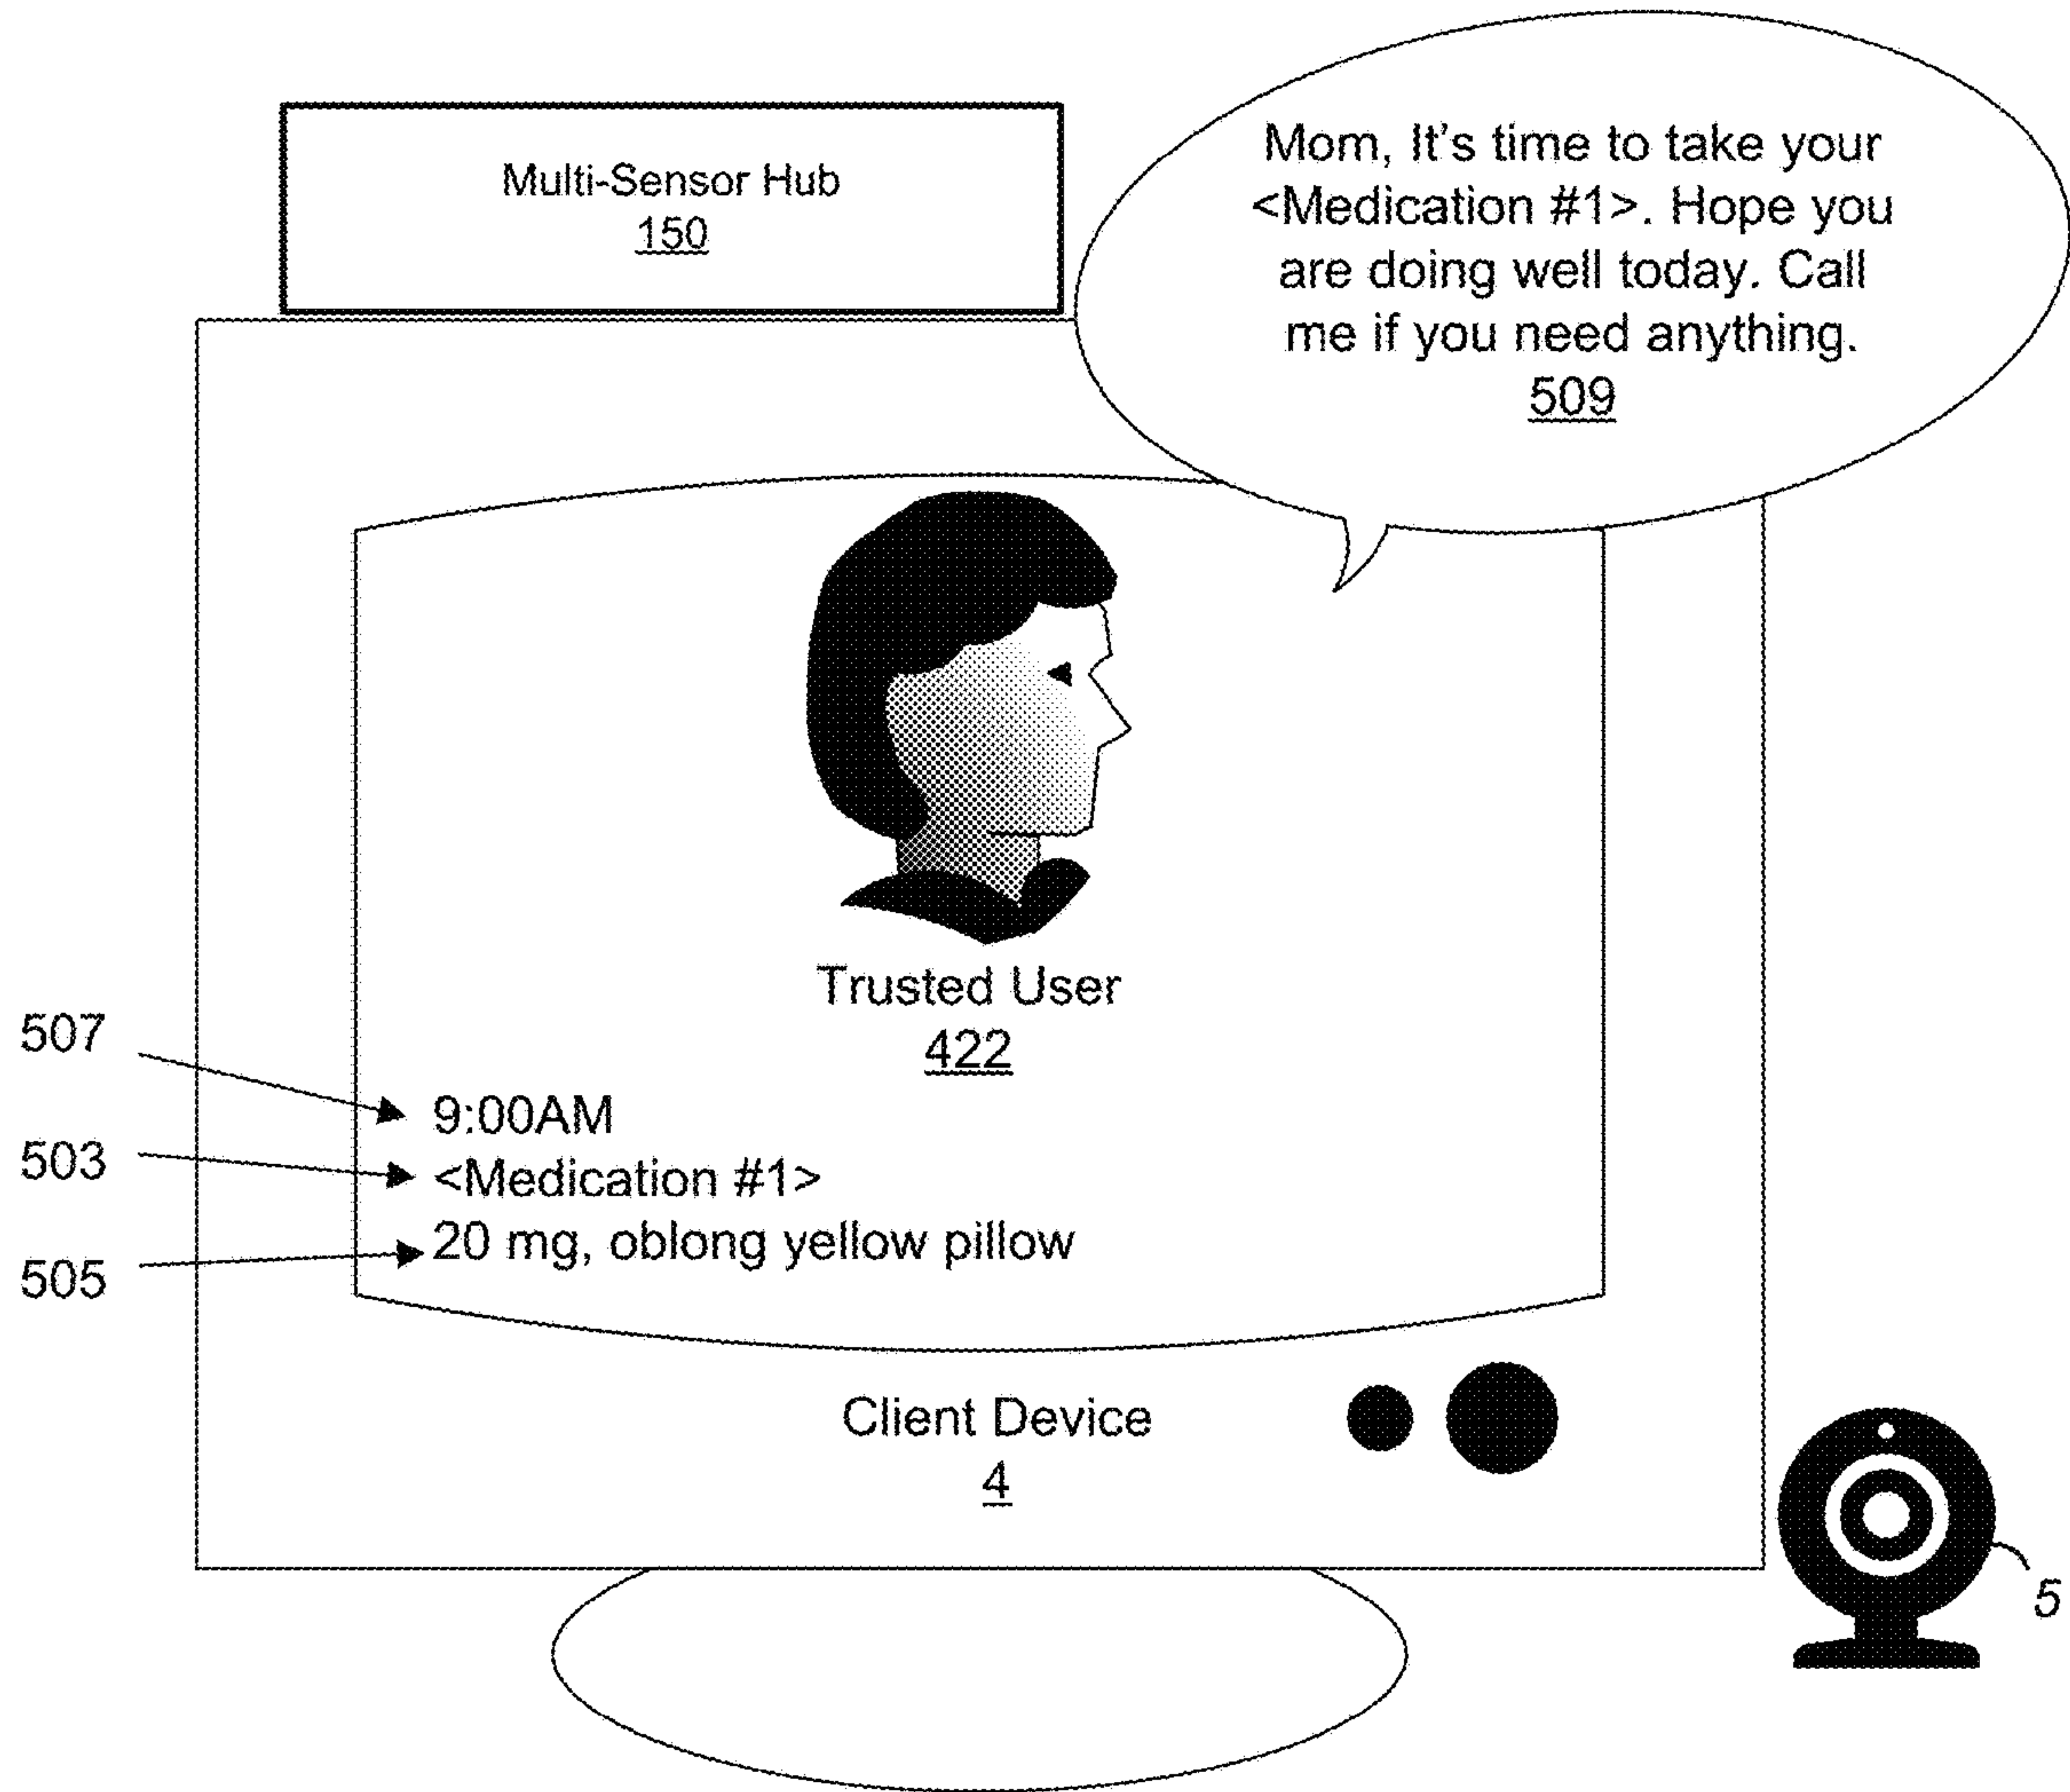 Multi-Sensor Hub
150
Mom, It's time to take your
<Medication #1>. Hope you
are doing well today. Call
me if you need anything.
509
Trusted User
422
507
9:00AM
503
<Medication #1>
505
20 mg, oblong yellow pillow
Client Device
4
5